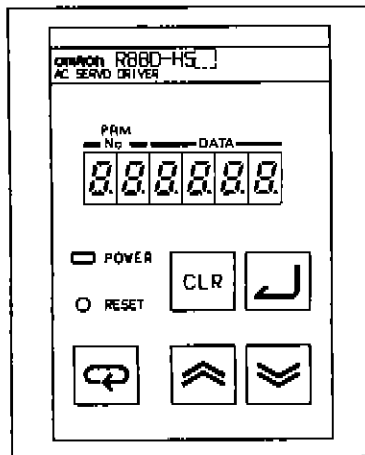 omron R88D-HS
AC SERVO DRIVER
PRM
No DATA
8.8.8.8.8.8.
POWER
RESET
CLR